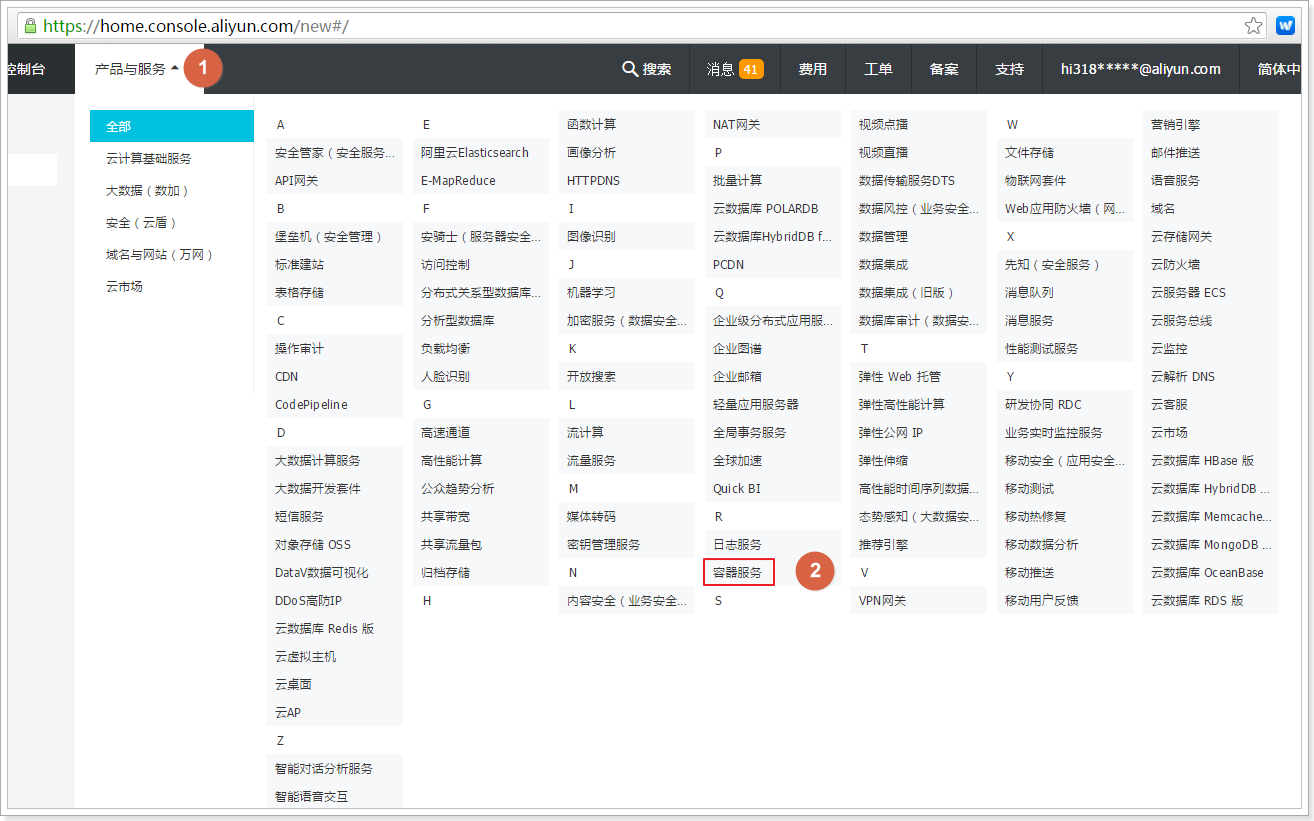 https://home.console.aliyun.com/new#/
控制台
产品与服务
1
搜索
消息 41
费用
工单
备案
支持
hi318*****@aliyun.com
简体中
全部
云计算基础服务
大数据（数加）
安全（云盾）
域名与网站（万网）
云市场
A
安全管家（安全服务...
API网关
B
堡垒机（安全管理）
标准建站
表格存储
C
操作审计
CDN
CodePipeline
D
大数据计算服务
大数据开发套件
短信服务
对象存储 OSS
DataV数据可视化
DDoS高防IP
云数据库 Redis 版
云虚拟主机
云桌面
云AP
Z
智能对话分析服务
智能语音交互
E
阿里云Elasticsearch
E-MapReduce
F
安骑士（服务器安全...
访问控制
分布式关系型数据库...
分析型数据库
负载均衡
人脸识别
G
高速通道
高性能计算
公众趋势分析
共享带宽
共享流量包
归档存储
H
函数计算
画像分析
HTTPDNS
I
图像识别
J
机器学习
加密服务（数据安全...
K
开放搜索
L
流计算
流量服务
M
媒体转码
密钥管理服务
N
内容安全（业务安全...
NAT网关
P
批量计算
云数据库 POLARDB
云数据库HybridDB f...
PCDN
Q
企业级分布式应用服...
企业图谱
企业邮箱
轻量应用服务器
全局事务服务
全球加速
Quick BI
R
日志服务
容器服务
2
S
视频点播
视频直播
数据传输服务DTS
数据风控（业务安全...
数据管理
数据集成
数据集成（旧版）
数据库审计（数据安...
T
弹性 Web 托管
弹性高性能计算
弹性公网 IP
弹性伸缩
高性能时间序列数据...
态势感知（大数据安...
推荐引擎
V
VPN网关
W
文件存储
物联网套件
Web应用防火墙（网...
X
先知（安全服务）
消息队列
消息服务
性能测试服务
Y
研发协同 RDC
业务实时监控服务
移动安全（应用安全...
移动测试
移动热修复
移动数据分析
移动推送
移动用户反馈
营销引擎
邮件推送
语音服务
域名
云存储网关
云防火墙
云服务器 ECS
云服务总线
云监控
云解析 DNS
云客服
云市场
云数据库 HBase 版
云数据库 HybridDB ...
云数据库 Memcache...
云数据库 MongoDB ...
云数据库 OceanBase
云数据库 RDS 版